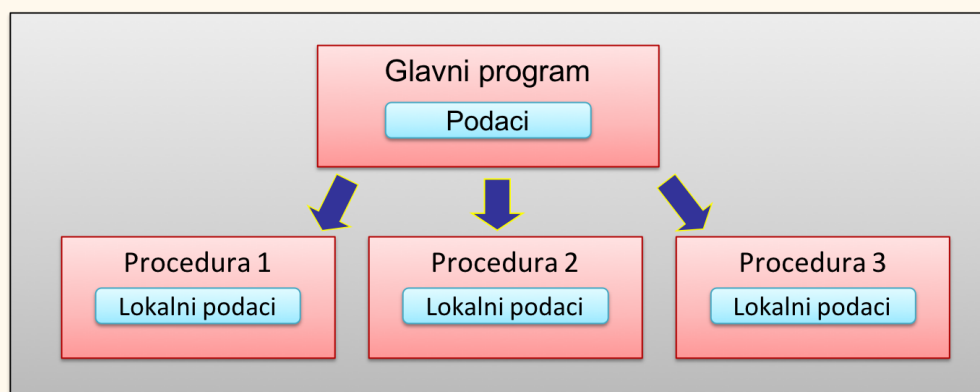 Glavni program
Podaci
Procedura 1
Lokalni podaci
Procedura 2
Lokalni podaci
Procedura 3
Lokalni podaci